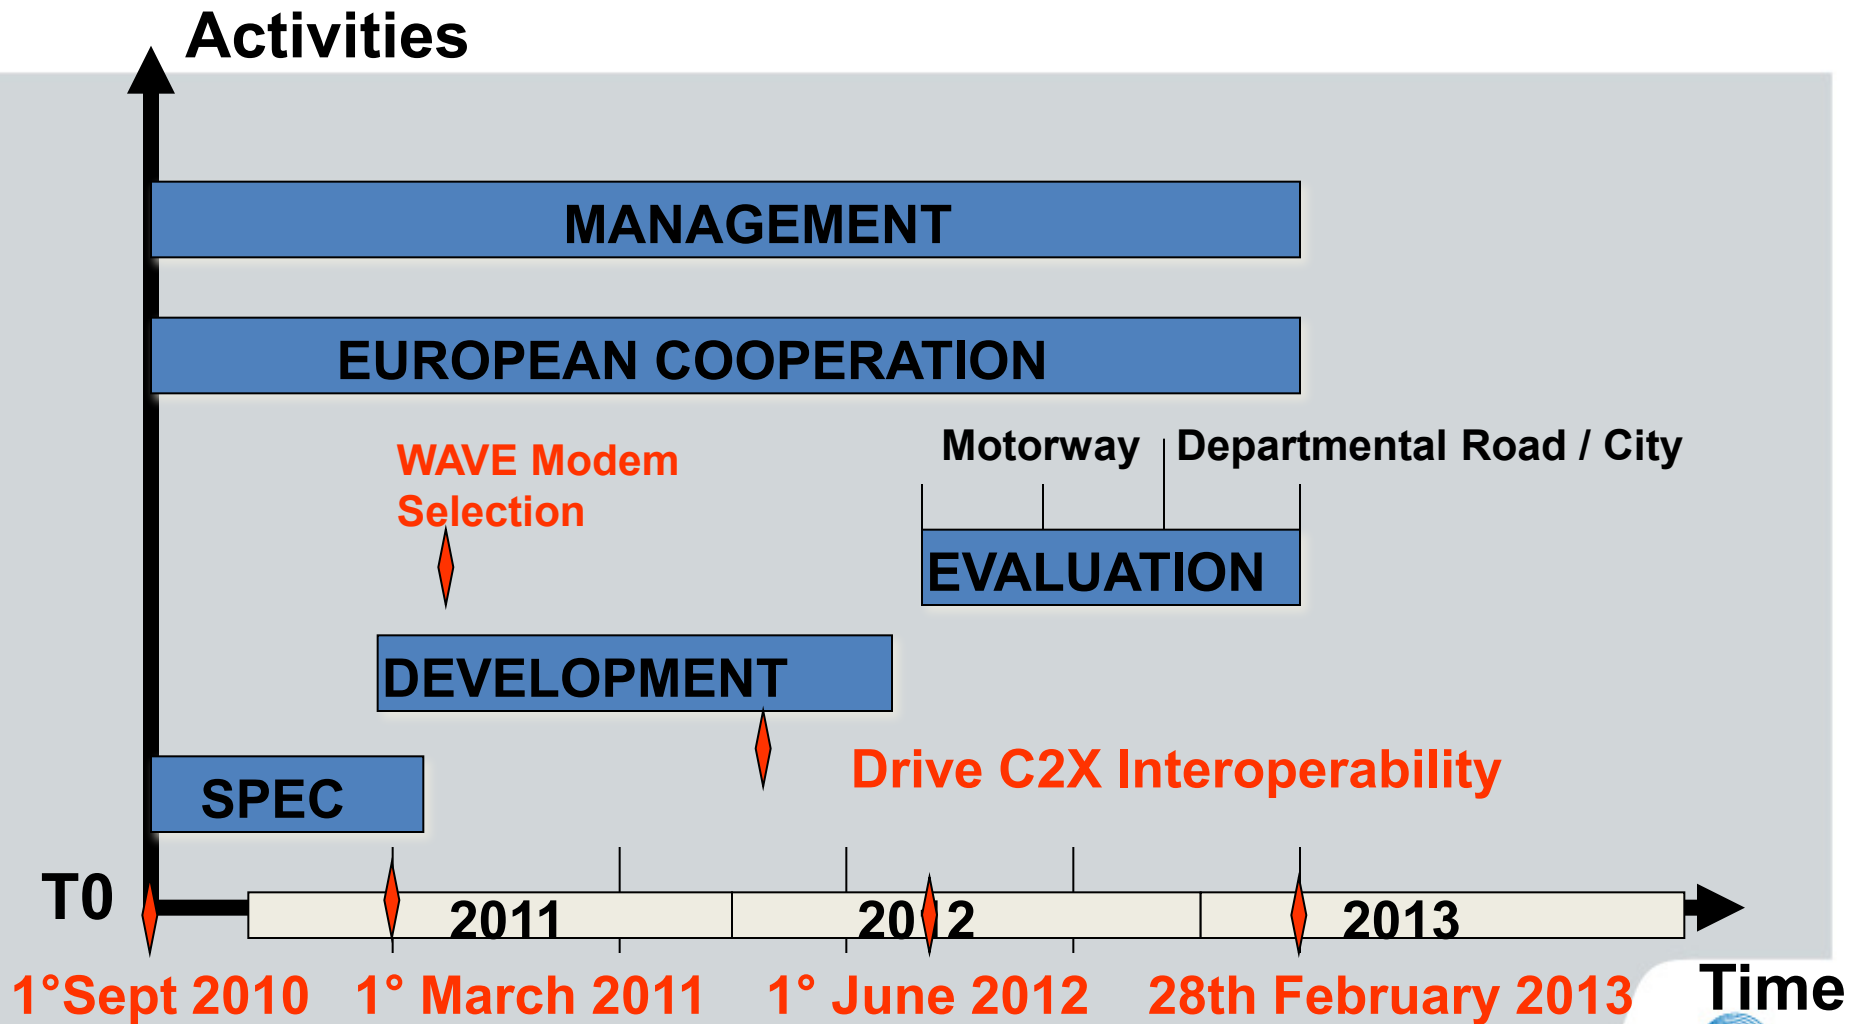 Activities
MANAGEMENT
EUROPEAN COOPERATION
Motorway
Departmental Road / City
WAVE Modem
Selection
EVALUATION
DEVELOPMENT
Drive C2X Interoperability
SPEC
T0
2011
2012
2013
1°Sept 2010
1° March 2011
1° June 2012
28th February 2013
Time